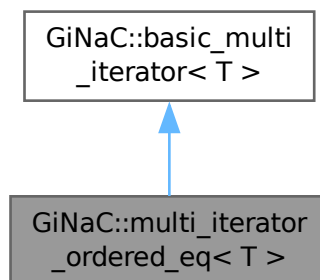 GiNaC::basic_multi
_iterator< T >
GiNaC::multi_iterator
_ordered_eq< T >